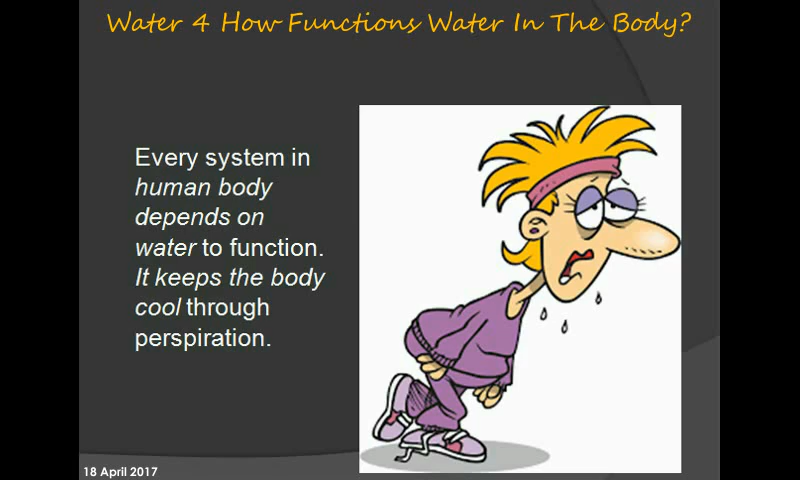 Water 4 How Functions Water In The Body?
Every system in
human body
depends on
water to function.
It keeps the body
cool through
perspiration.
18 April 2017